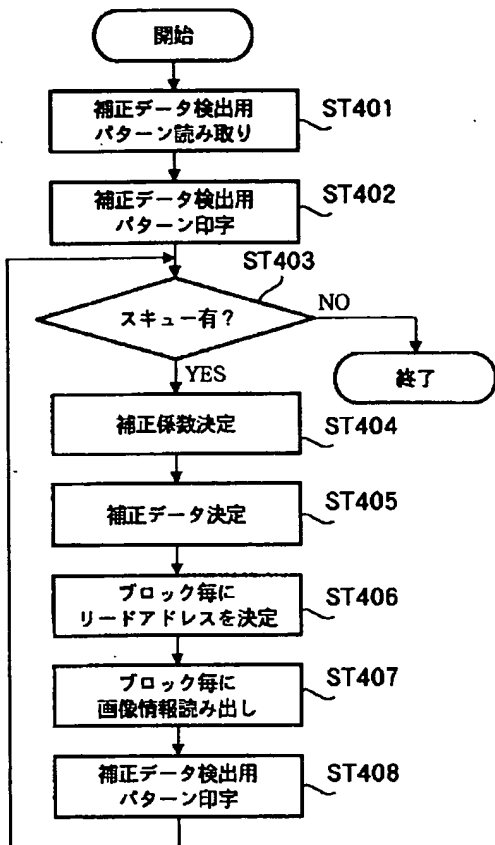 開始
補正データ検出用
パターン読み取り
ST401
補正データ検出用
パターン印字
ST402
ST403
スキュー有？
NO
終了
YES
補正係数決定
ST404
補正データ決定
ST405
ブロック毎に
リードアドレスを決定
ST406
ブロック毎に
画像情報読み出し
ST407
補正データ検出用
パターン印字
ST408